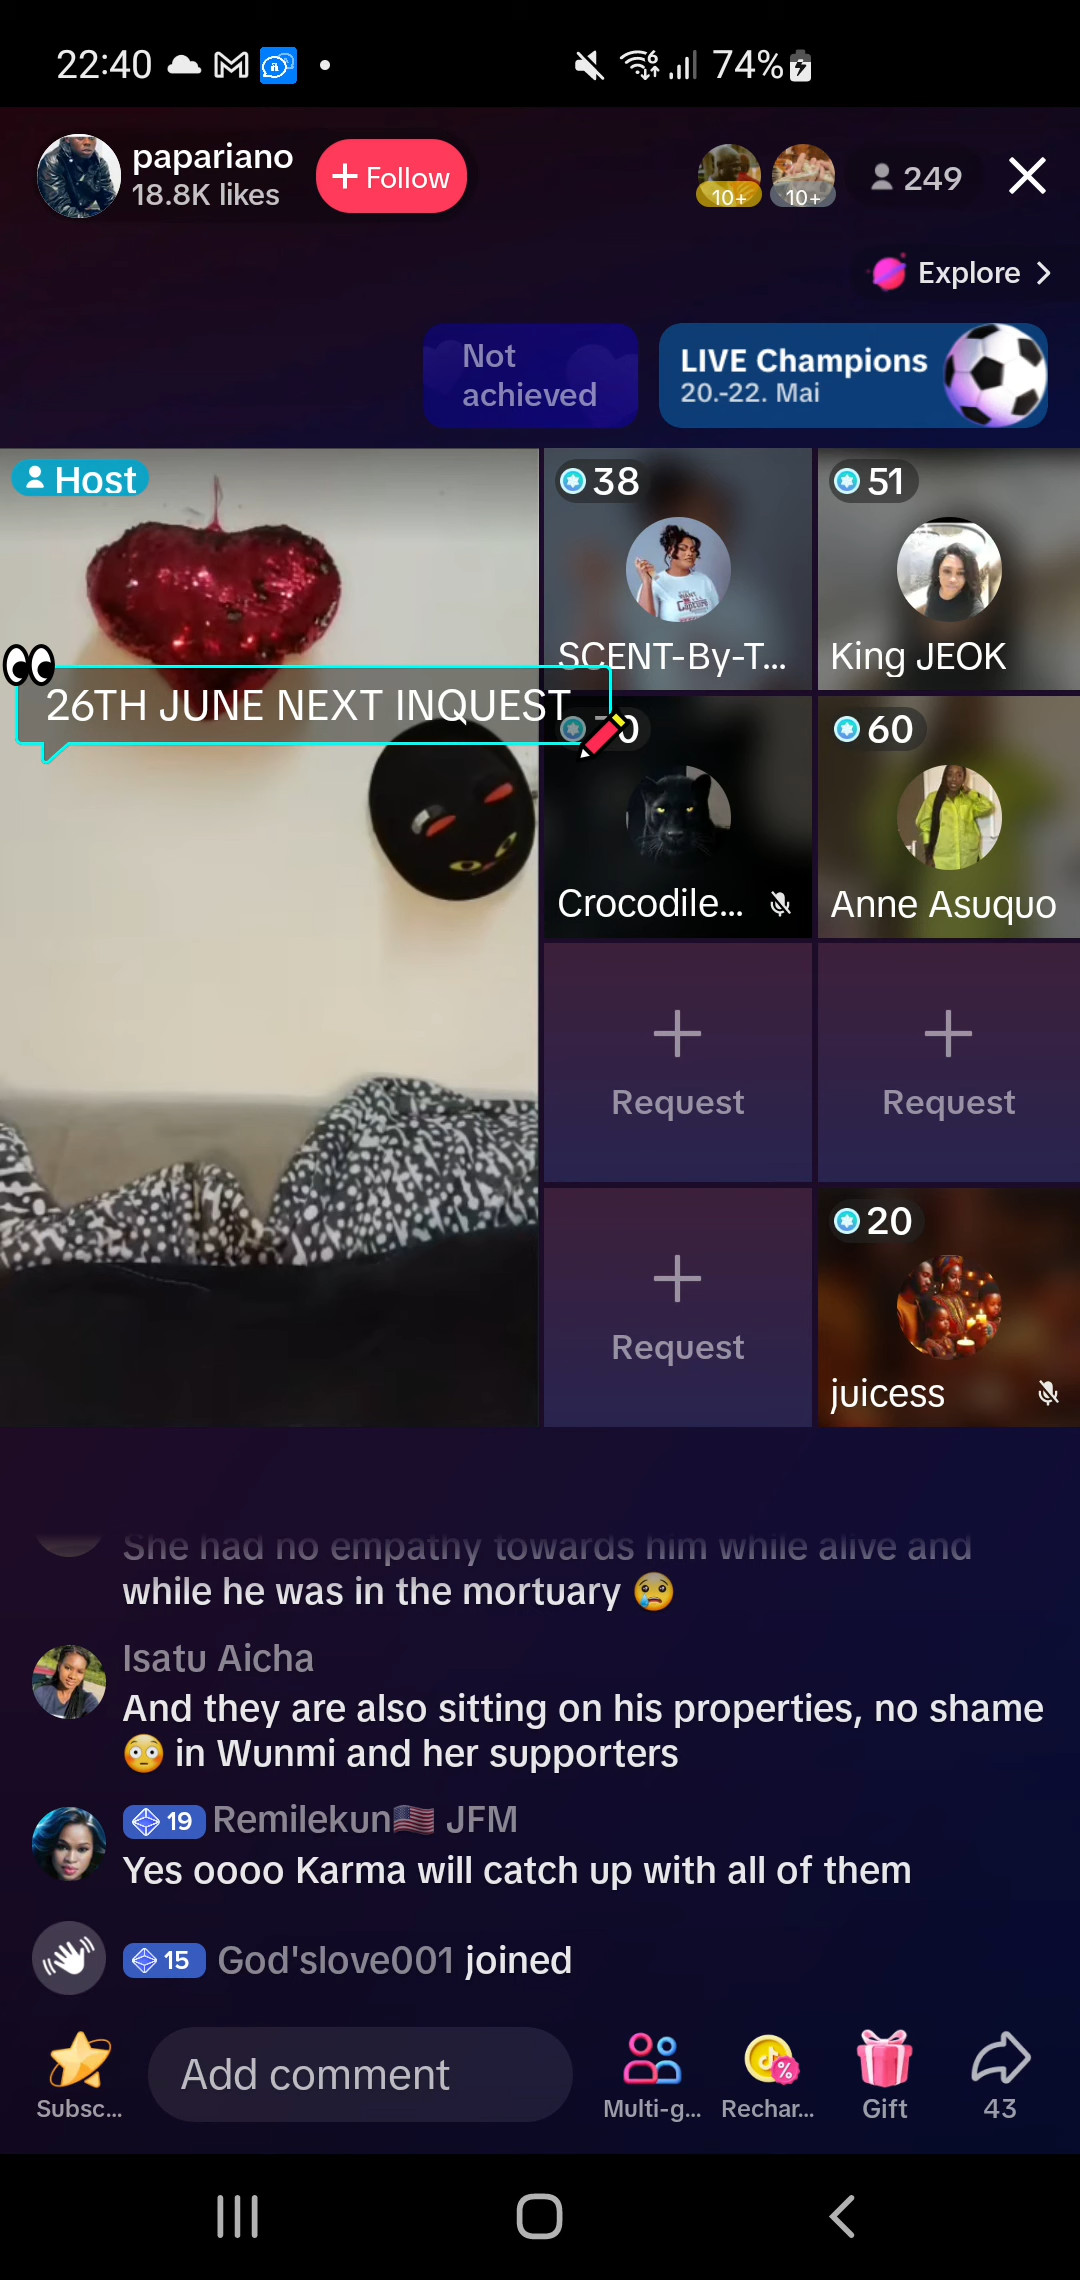 22:40
74%
papariano
18.8K likes
+ Follow
10+
10+
249
Explore
Not
achieved
LIVE Champions
20.-22. Mai
Host
38
SCENT-By-T...
51
King JEOK
26TH JUNE NEXT INQUEST
0
Crocodile...
60
Anne Asuquo
Request
Request
Request
20
juicess
She had no empathy towards him while alive and
while he was in the mortuary 😢
Isatu Aicha
And they are also sitting on his properties, no shame
😳 in Wunmi and her supporters
19 Remilekun🇺🇸 JFM
Yes oooo Karma will catch up with all of them
15 God'slove001 joined
Subsc...
Add comment
Multi-g...
Rechar...
Gift
43